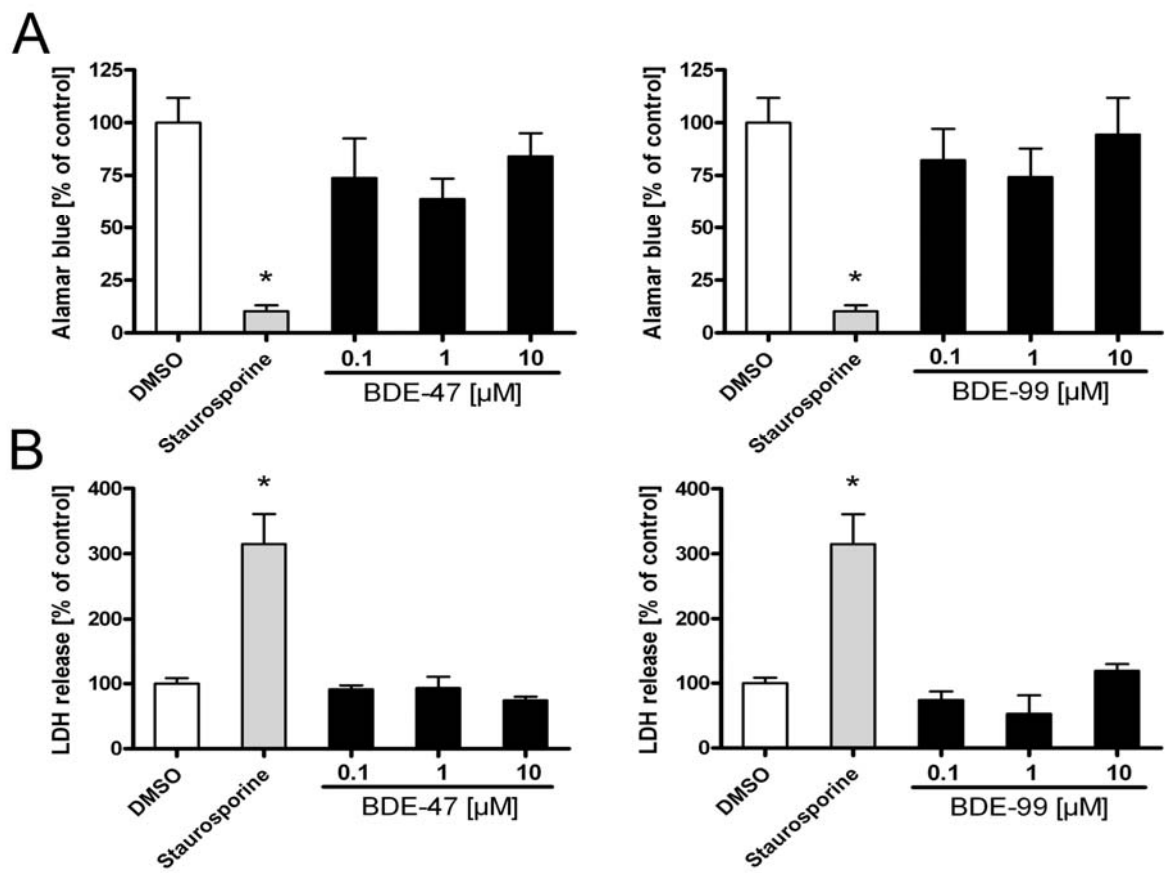 A
Alamar blue [% of control]
125
100
75
50
25
0
*
DMSO
Staurosporine
0.1 1 10
BDE-47 [µM]
Alamar blue [% of control]
125
100
75
50
25
0
*
DMSO
Staurosporine
0.1 1 10
BDE-99 [µM]
B
LDH release [% of control]
400
300
200
100
0
*
DMSO
Staurosporine
0.1 1 10
BDE-47 [µM]
LDH release [% of control]
400
300
200
100
0
*
DMSO
Staurosporine
0.1 1 10
BDE-99 [µM]